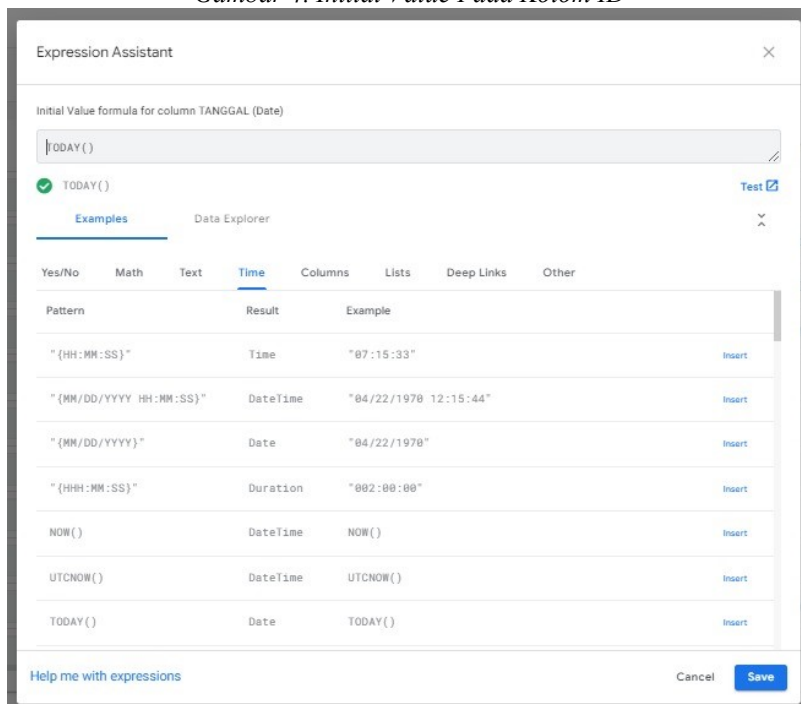 Gambar 4. Initial Value Pada Kolom ID
Expression Assistant
Initial Value formula for column TANGGAL (Date)
TODAY()
TODAY()
Test
Examples Data Explorer
Yes/No Math Text Time Columns Lists Deep Links Other
Pattern Result Example
"{HH:MM:SS}" Time "07:15:33" Insert
"{MM/DD/YYYY HH:MM:SS}" DateTime "04/22/1970 12:15:44" Insert
"{MM/DD/YYYY}" Date "04/22/1970" Insert
"{HHH:MM:SS}" Duration "002:00:00" Insert
NOW() DateTime NOW() Insert
UTCNOW() DateTime UTCNOW() Insert
TODAY() Date TODAY() Insert
Help me with expressions Cancel Save